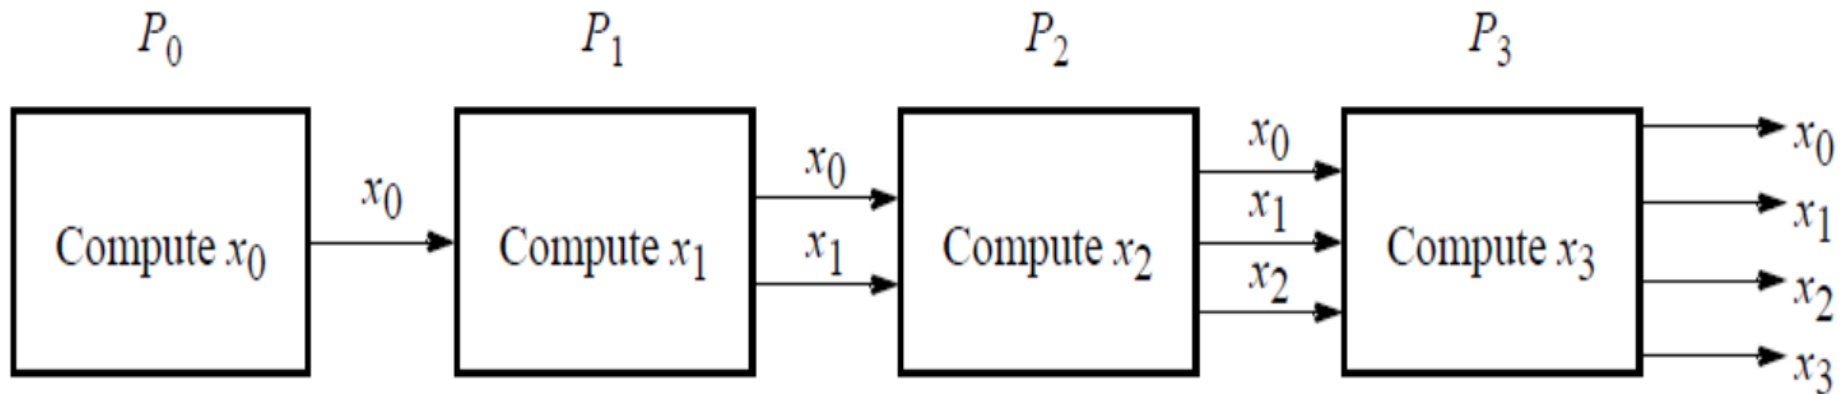 P0 P1 P2 P3
x0 x0 x0
x1 x1 x1
Compute x0 x0 Compute x1 x1 Compute x2 x2 Compute x3 x2
x3